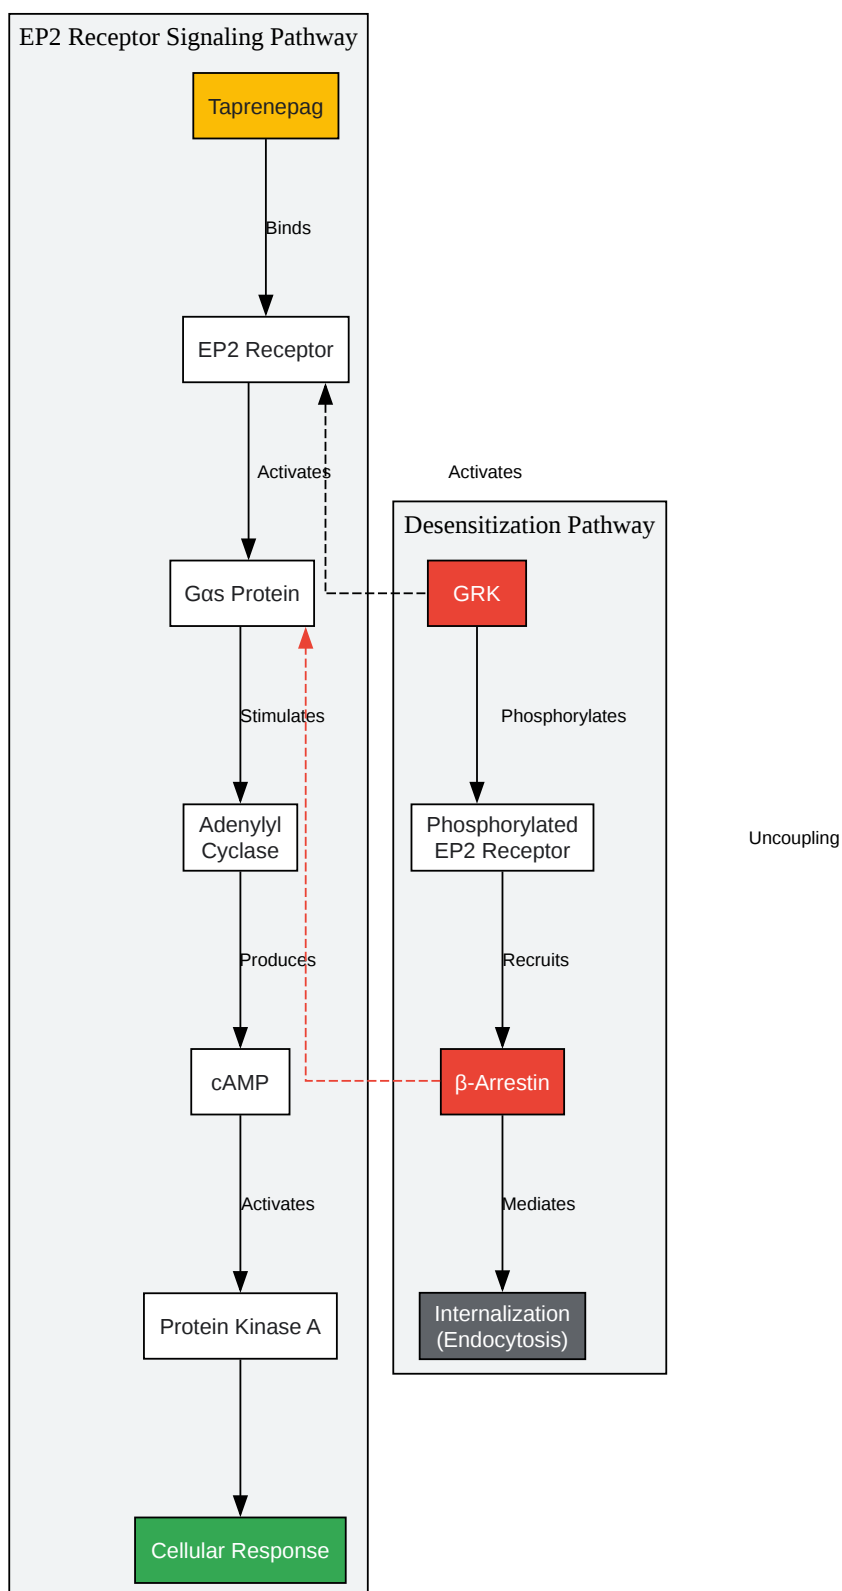 EP2 Receptor Signaling Pathway
Taprenepag
Binds
EP2 Receptor
Activates
Activates
Desensitization Pathway
Gαs Protein
GRK
Stimulates
Phosphorylates
Adenylyl
Cyclase
Phosphorylated
EP2 Receptor
Uncoupling
Produces
Recruits
cAMP
β-Arrestin
Activates
Mediates
Protein Kinase A
Internalization
(Endocytosis)
Cellular Response